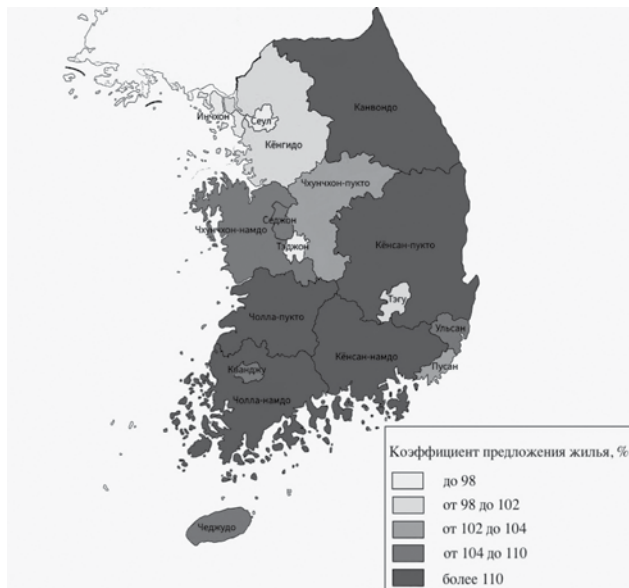 Канвондо
Инчхон
Сеул
Кёнгидо
Чхунчхон-пукто
Седжон
Чхунчхон-намдо
Тэджон
Кёнсан-пукто
Тэгу
Чолла-пукто
Ульсан
Кёнсан-намдо
Пусан
Кванджу
Чолла-намдо
Чеджудо
Коэффициент предложения жилья, %
до 98
от 98 до 102
от 102 до 104
от 104 до 110
более 110